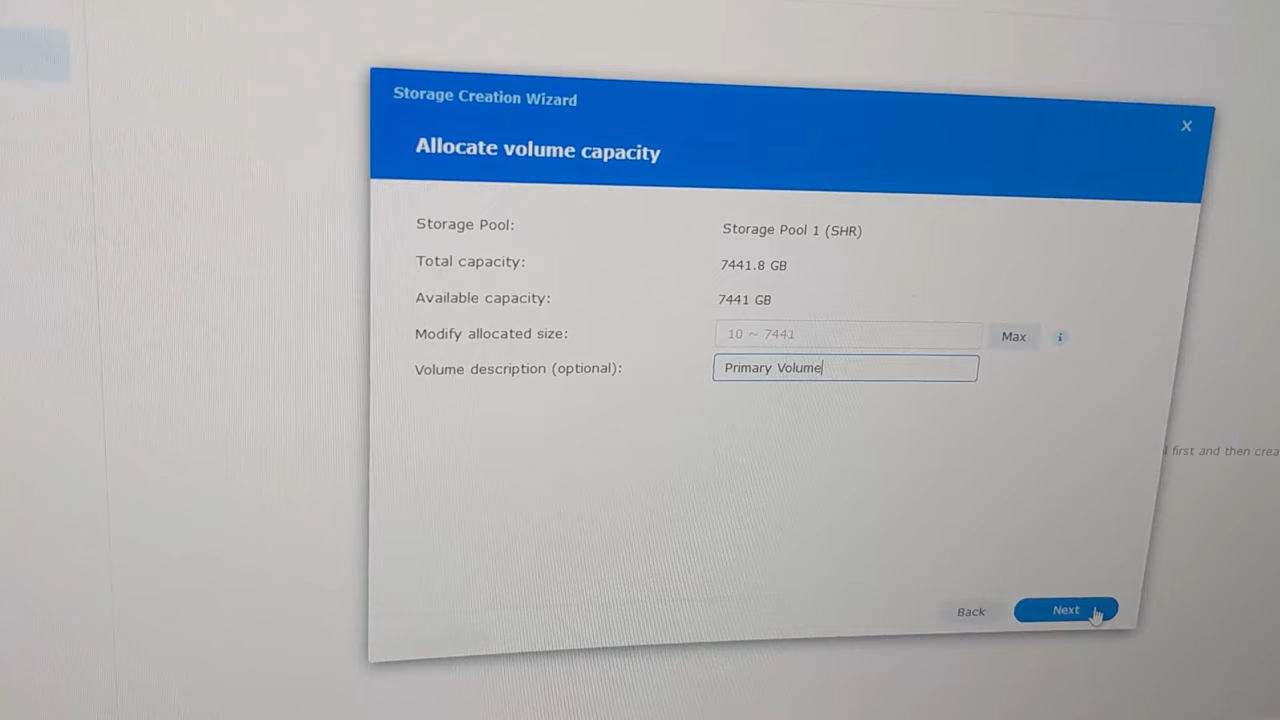 Storage Creation Wizard
X
Allocate volume capacity
Storage Pool: Storage Pool 1 (SHR)
Total capacity: 7441.8 GB
Available capacity: 7441 GB
Modify allocated size: 10 ~ 7441 Max i
Volume description (optional): Primary Volume
first and then crea
Back Next